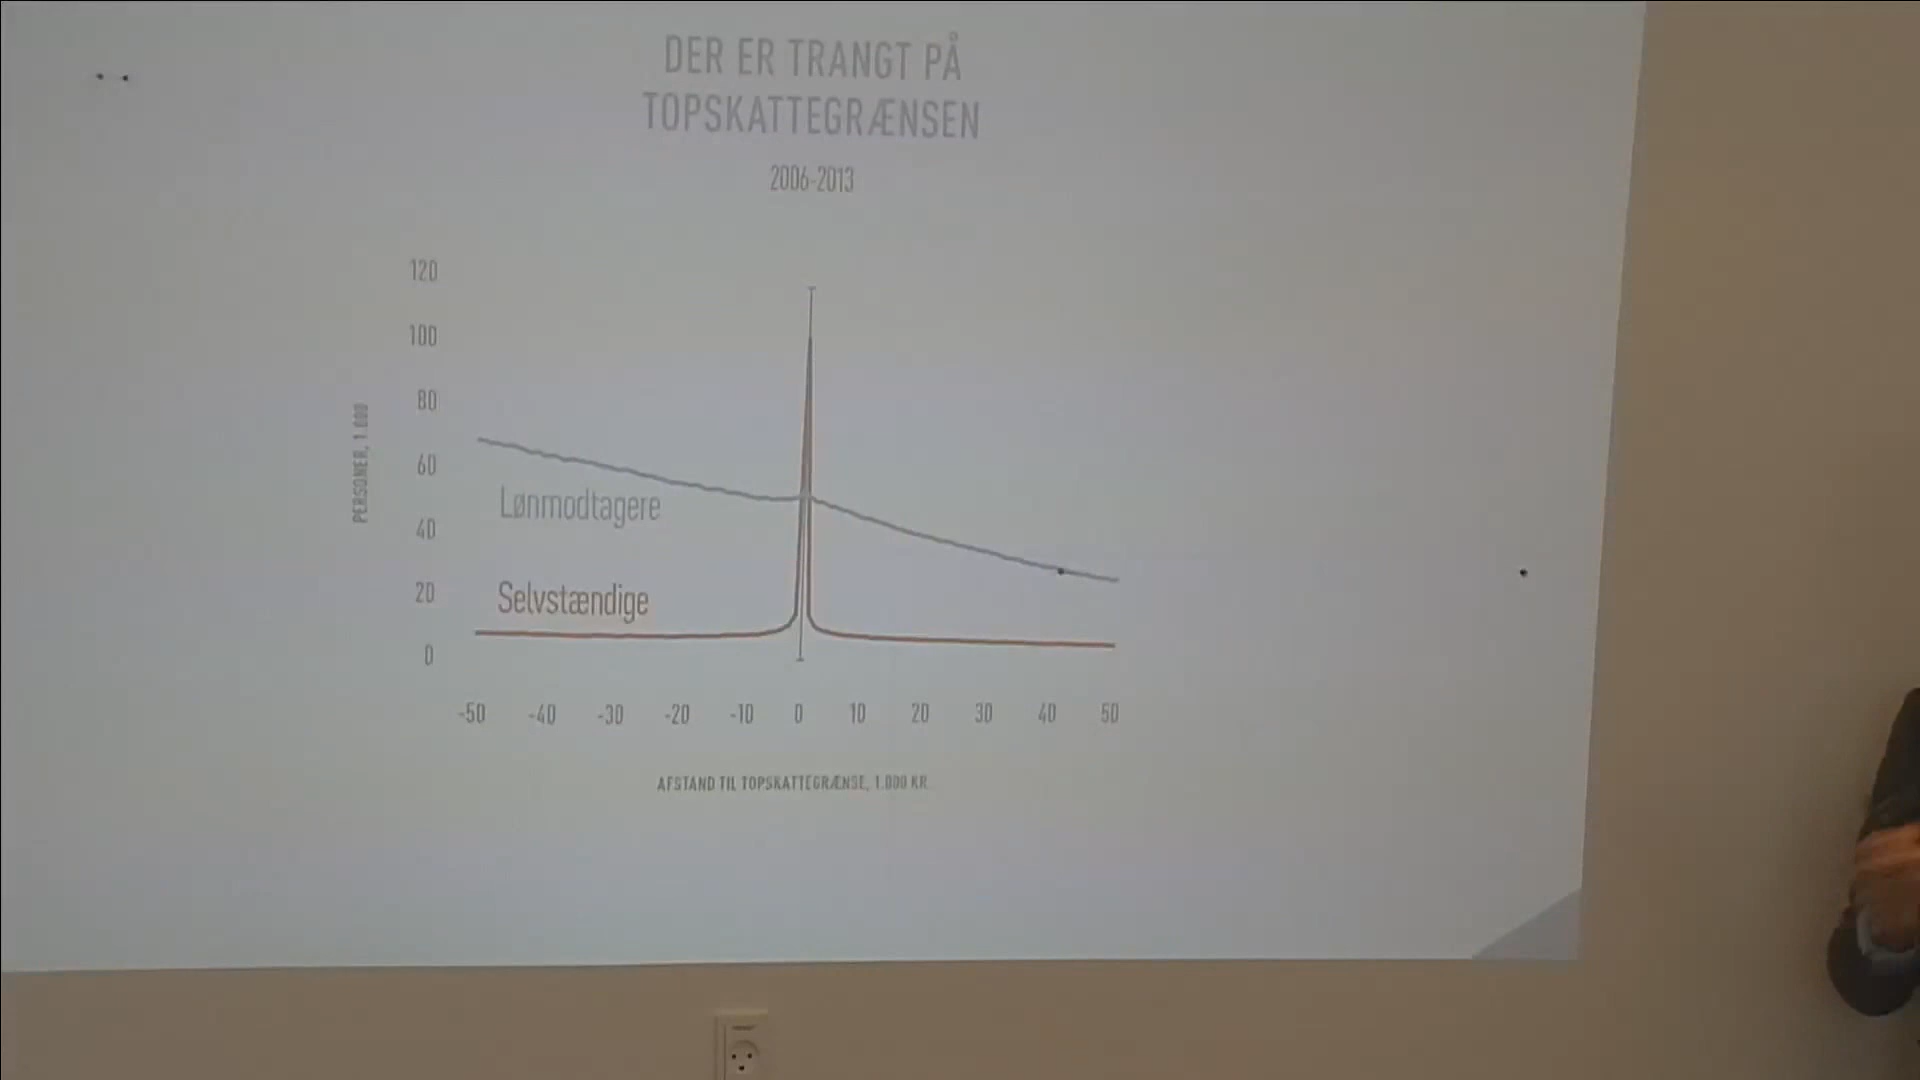 DER ER TRANGT PÅ
TOPSKATTEGRÆNSEN
2006-2013
120
100
80
60
40
20
0
PERSONER, 1.000
Lønmodtagere
Selvstændige
-50 -40 -30 -20 -10 0 10 20 30 40 50
AFSTAND TIL TOPSKATTEGRÆNSE, 1.000 KR.